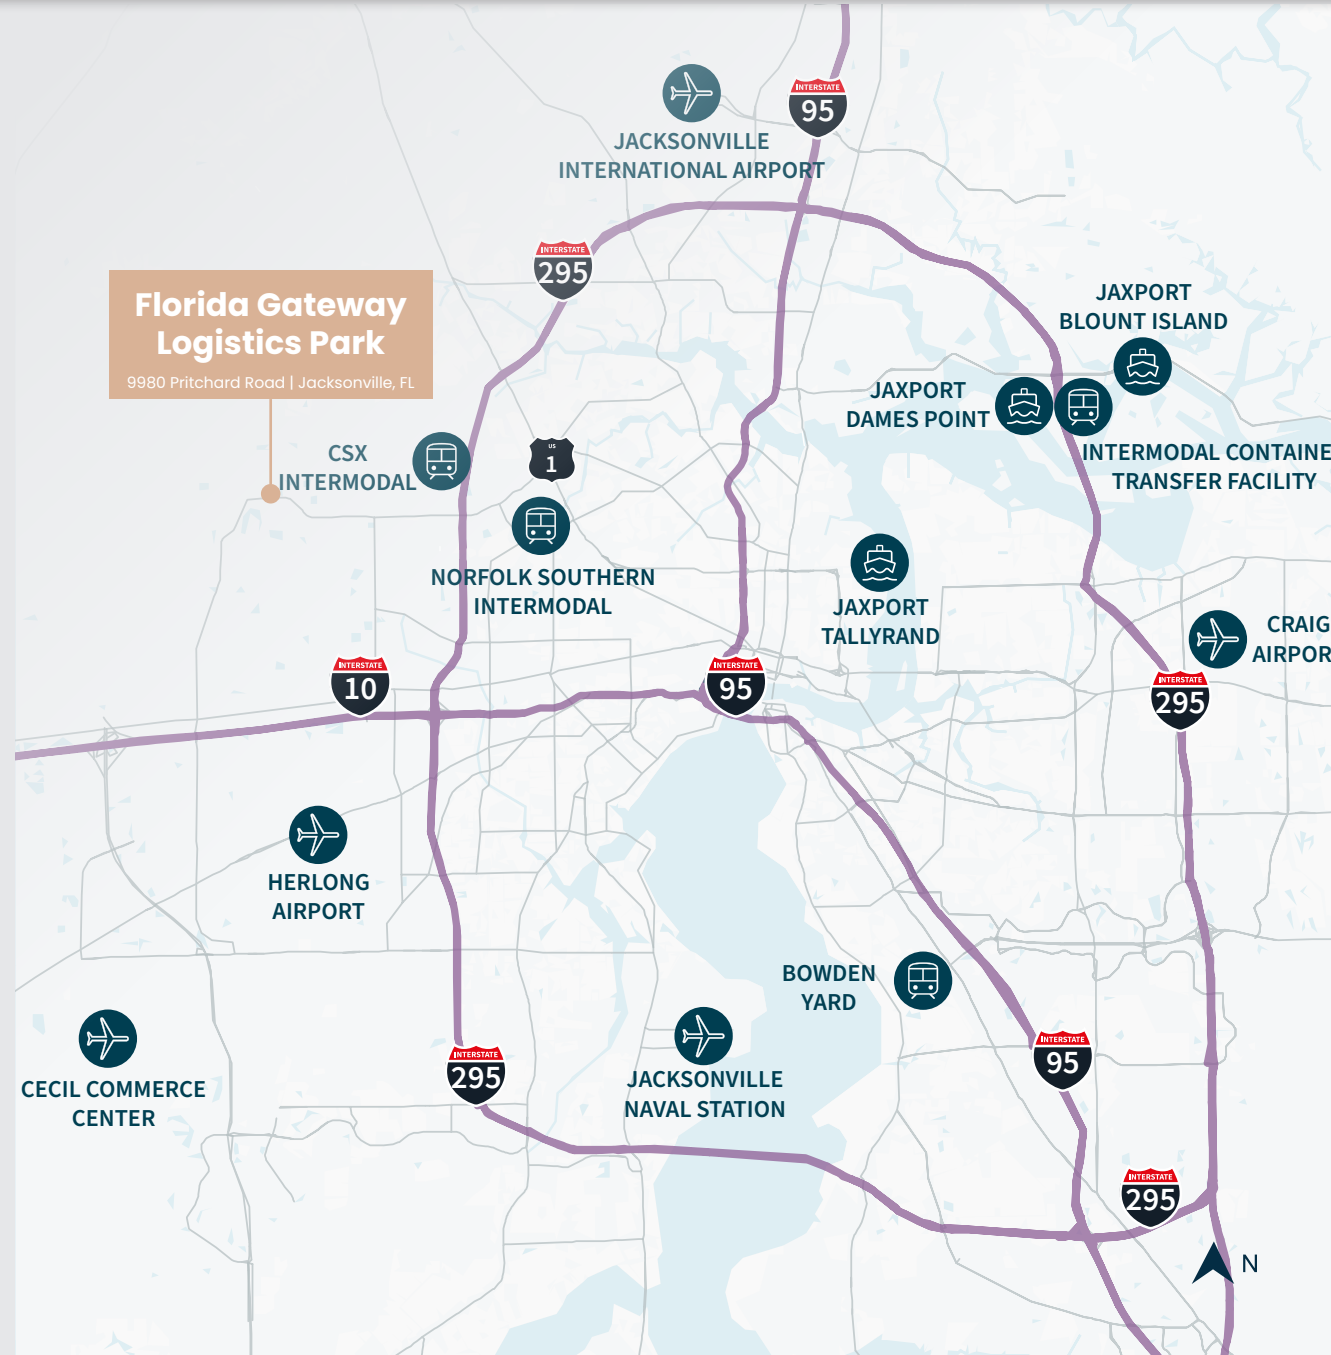 INTERSTATE
95
JACKSONVILLE
INTERNATIONAL AIRPORT
INTERSTATE
295
Florida Gateway
Logistics Park
9980 Pritchard Road | Jacksonville, FL
JAXPORT
BLOUNT ISLAND
JAXPORT
DAMES POINT
CSX
INTERMODAL
US
1
INTERMODAL CONTAINE
TRANSFER FACILITY
NORFOLK SOUTHERN
INTERMODAL
JAXPORT
TALLYRAND
CRAIG
AIRPOR
INTERSTATE
10
INTERSTATE
95
INTERSTATE
295
HERLONG
AIRPORT
BOWDEN
YARD
CECIL COMMERCE
CENTER
INTERSTATE
295
JACKSONVILLE
NAVAL STATION
INTERSTATE
95
INTERSTATE
295
N